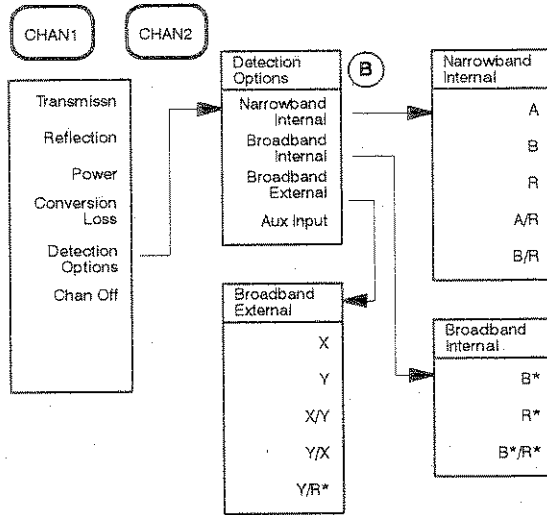 CHAN1
CHAN2
Transmissn
Reflection
Power
Conversion
Loss
Detection
Options
Chan Off
Detection
Options
B
Narrowband
Internal
Broadband
Internal
Broadband
External
Aux Input
Narrowband
Internal
A
B
R
A/R
B/R
Broadband
External
X
Y
X/Y
Y/X
Y/R*
Broadband
Internal
B*
R*
B*/R*